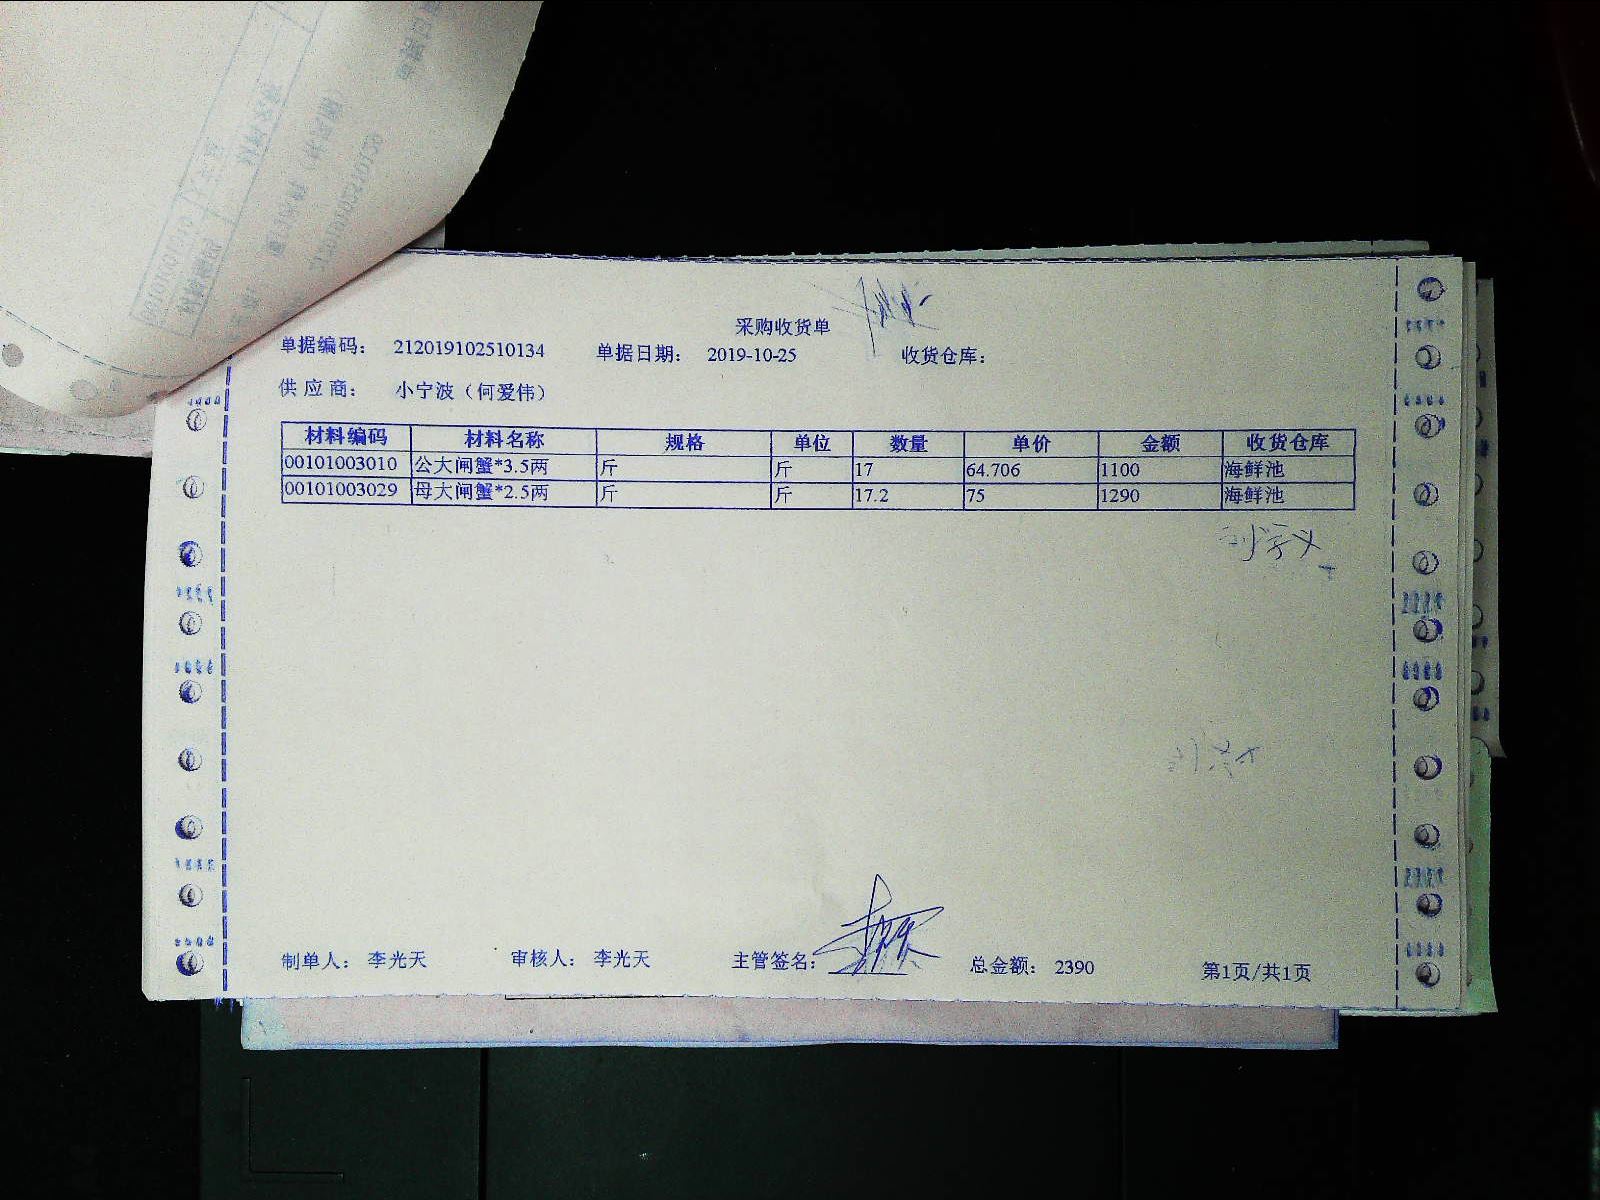 采购收货单
单据编码： 212019102510134 单据日期： 2019-10-25 收货仓库：
供应商： 小宁波（何爱伟）
材料编码 材料名称 规格 单位 数量 单价 金额 收货仓库
00101003010 公大闸蟹*3.5两 斤 斤 17 64.706 1100 海鲜池
00101003029 母大闸蟹*2.5两 斤 斤 17.2 75 1290 海鲜池
制单人： 李光天 审核人： 李光天 主管签名： 总金额： 2390 第1页/共1页